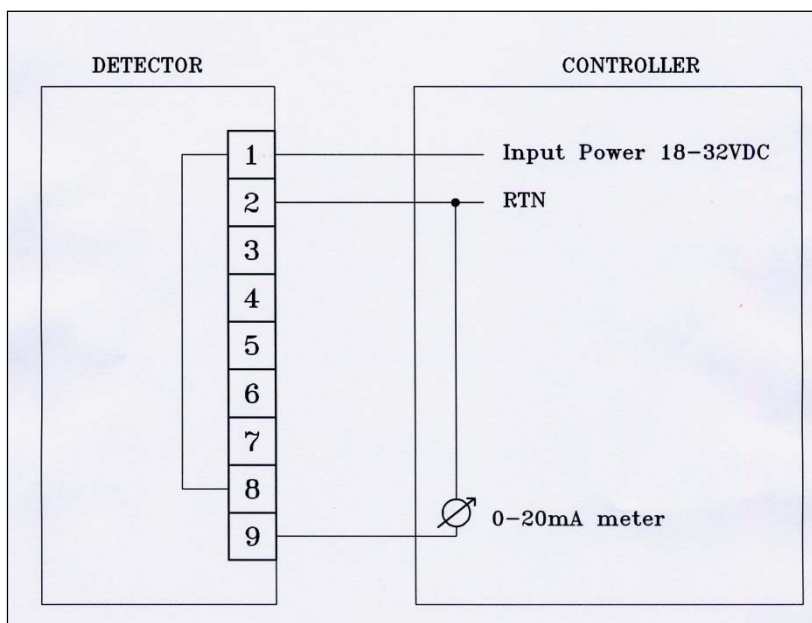 DETECTOR
CONTROLLER
1
Input Power 18-32VDC
2
RTN
3
4
5
6
7
8
9
0-20mA meter